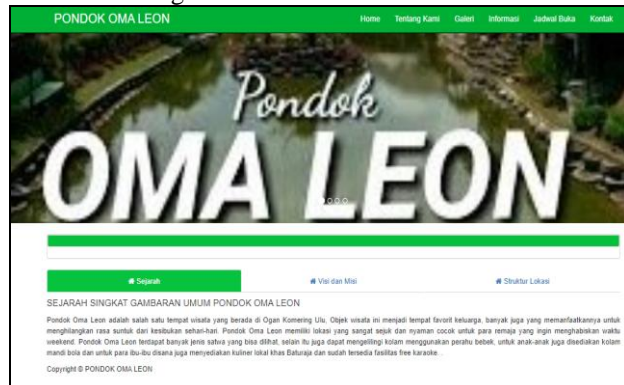 PONDOK OMA LEON
Home Tentang Kami Galeri Informasi Jadwal Buka Kontak
Pondok
OMA LEON
Sejarah Visi dan Misi Struktur Lokasi
SEJARAH SINGKAT GAMBARAN UMUM PONDOK OMA LEON
Pondok Oma Leon adalah salah satu tempat wisata yang berada di Ogan Komering Ulu. Objek wisata ini menjadi tempat favorit keluarga, banyak juga yang memanfaatkannya untuk
menghilangkan rasa suntuk dari kesibukan sehari-hari. Pondok Oma Leon memiliki lokasi yang sangat sejuk dan nyaman cocok untuk para remaja yang ingin menghabiskan waktu
weekend. Pondok Oma Leon terdapat banyak jenis satwa yang bisa dilihat, selain itu juga dapat mengelilingi kolam menggunakan perahu bebek, untuk anak-anak juga disediakan kolam
mandi bola dan untuk para ibu-ibu disana juga menyediakan kuliner lokal khas Baturaja dan sudah tersedia fasilitas free karaoke...
Copyright © PONDOK OMA LEON